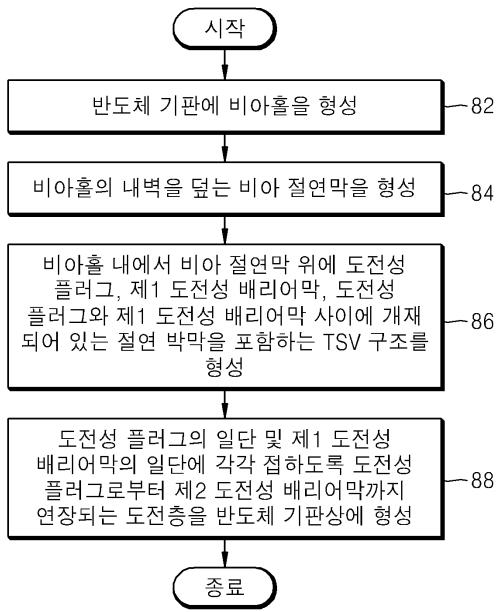 시작
반도체 기판에 비아홀을 형성
82
비아홀의 내벽을 덮는 비아 절연막을 형성
84
비아홀 내에서 비아 절연막 위에 도전성
플러그, 제1 도전성 배리어막, 도전성
플러그와 제1 도전성 배리어막 사이에 개재
되어 있는 절연 박막을 포함하는 TSV 구조를
형성
86
도전성 플러그의 일단 및 제1 도전성
배리어막의 일단에 각각 접하도록 도전성
플러그로부터 제2 도전성 배리어막까지
연장되는 도전층을 반도체 기판상에 형성
88
종료